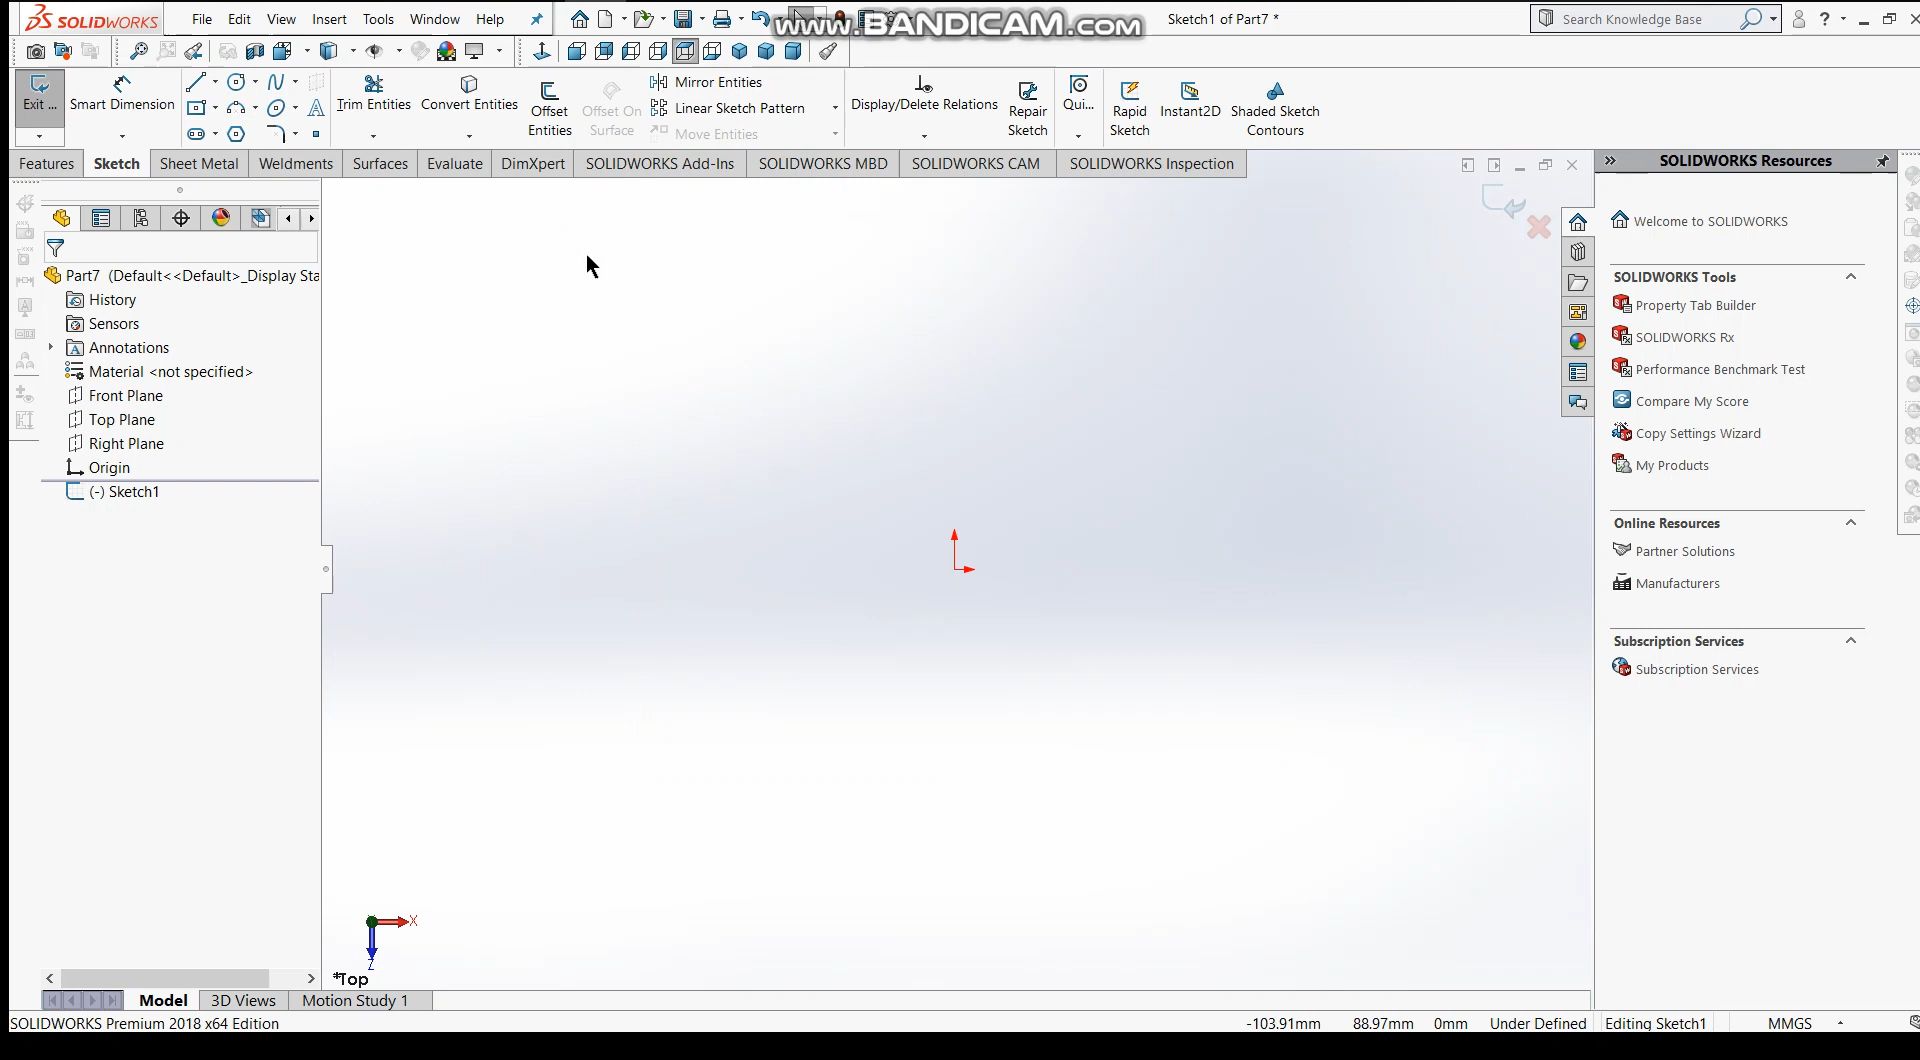 SOLIDWORKS File Edit View Insert Tools Window Help www.BANDICAM.com Sketch1 of Part7 * Search Knowledge Base ?
Exit ... Smart Dimension Trim Entities Convert Entities Offset Entities Offset On Surface Mirror Entities Linear Sketch Pattern Move Entities Display/Delete Relations Repair Sketch Qui... Rapid Sketch Instant2D Shaded Sketch Contours
Features Sketch Sheet Metal Weldments Surfaces Evaluate DimXpert SOLIDWORKS Add-Ins SOLIDWORKS MBD SOLIDWORKS CAM SOLIDWORKS Inspection
Part7 (Default<<Default>_Display Sta
History
Sensors
Annotations
Material <not specified>
Front Plane
Top Plane
Right Plane
Origin
(-) Sketch1
X
Z
*Top
SOLIDWORKS Resources
Welcome to SOLIDWORKS
SOLIDWORKS Tools
Property Tab Builder
SOLIDWORKS Rx
Performance Benchmark Test
Compare My Score
Copy Settings Wizard
My Products
Online Resources
Partner Solutions
Manufacturers
Subscription Services
Subscription Services
Model 3D Views Motion Study 1
SOLIDWORKS Premium 2018 x64 Edition -103.91mm 88.97mm 0mm Under Defined Editing Sketch1 MMGS